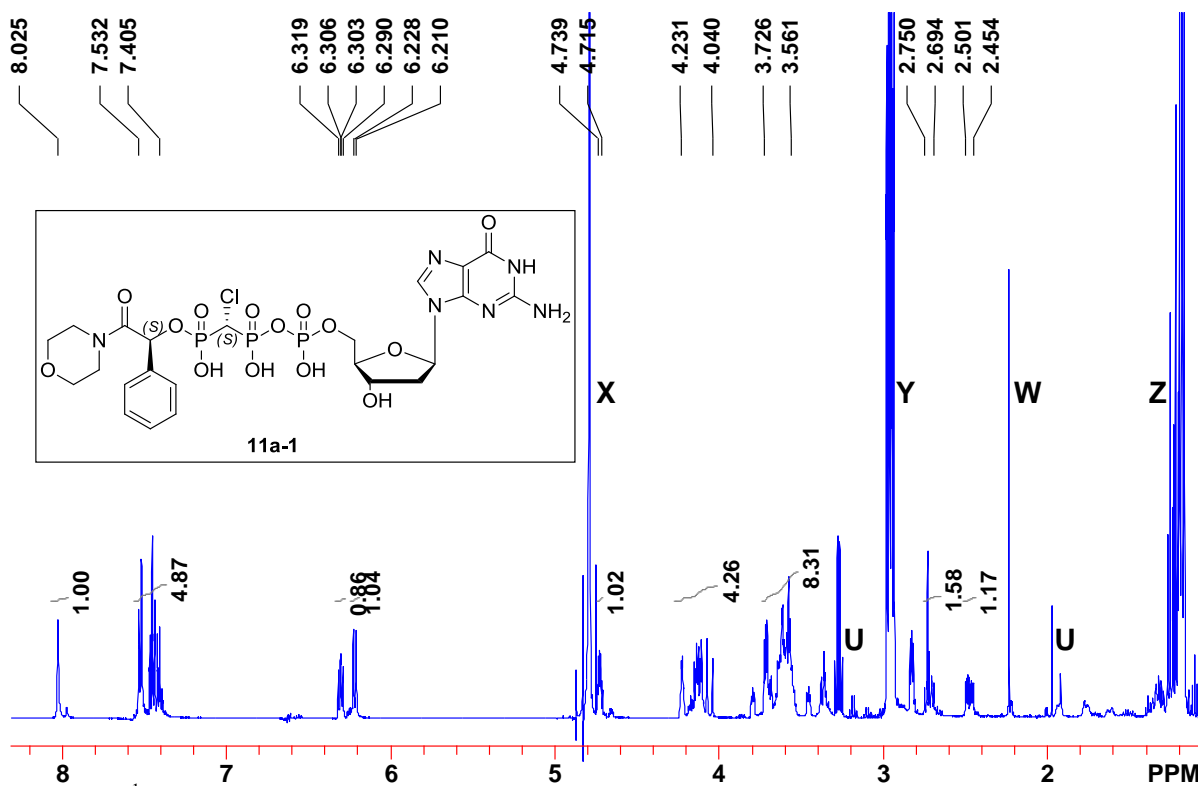 8.025 7.532 7.405 6.319 6.306 6.303 6.290 6.228 6.210 4.739 4.715 4.231 4.040 3.726 3.561 2.750 2.694 2.501 2.454
O
N
NH
Cl
O
O O O
N
N
NH2
(S)
O P P O P O
N
(S)
O
O
OH OH OH
OH
11a-1
X Y W Z
1.00 4.87 0.86 1.04 1.02 4.26 8.31 1.58 1.17
U U
8 7 6 5 4 3 2 PPM